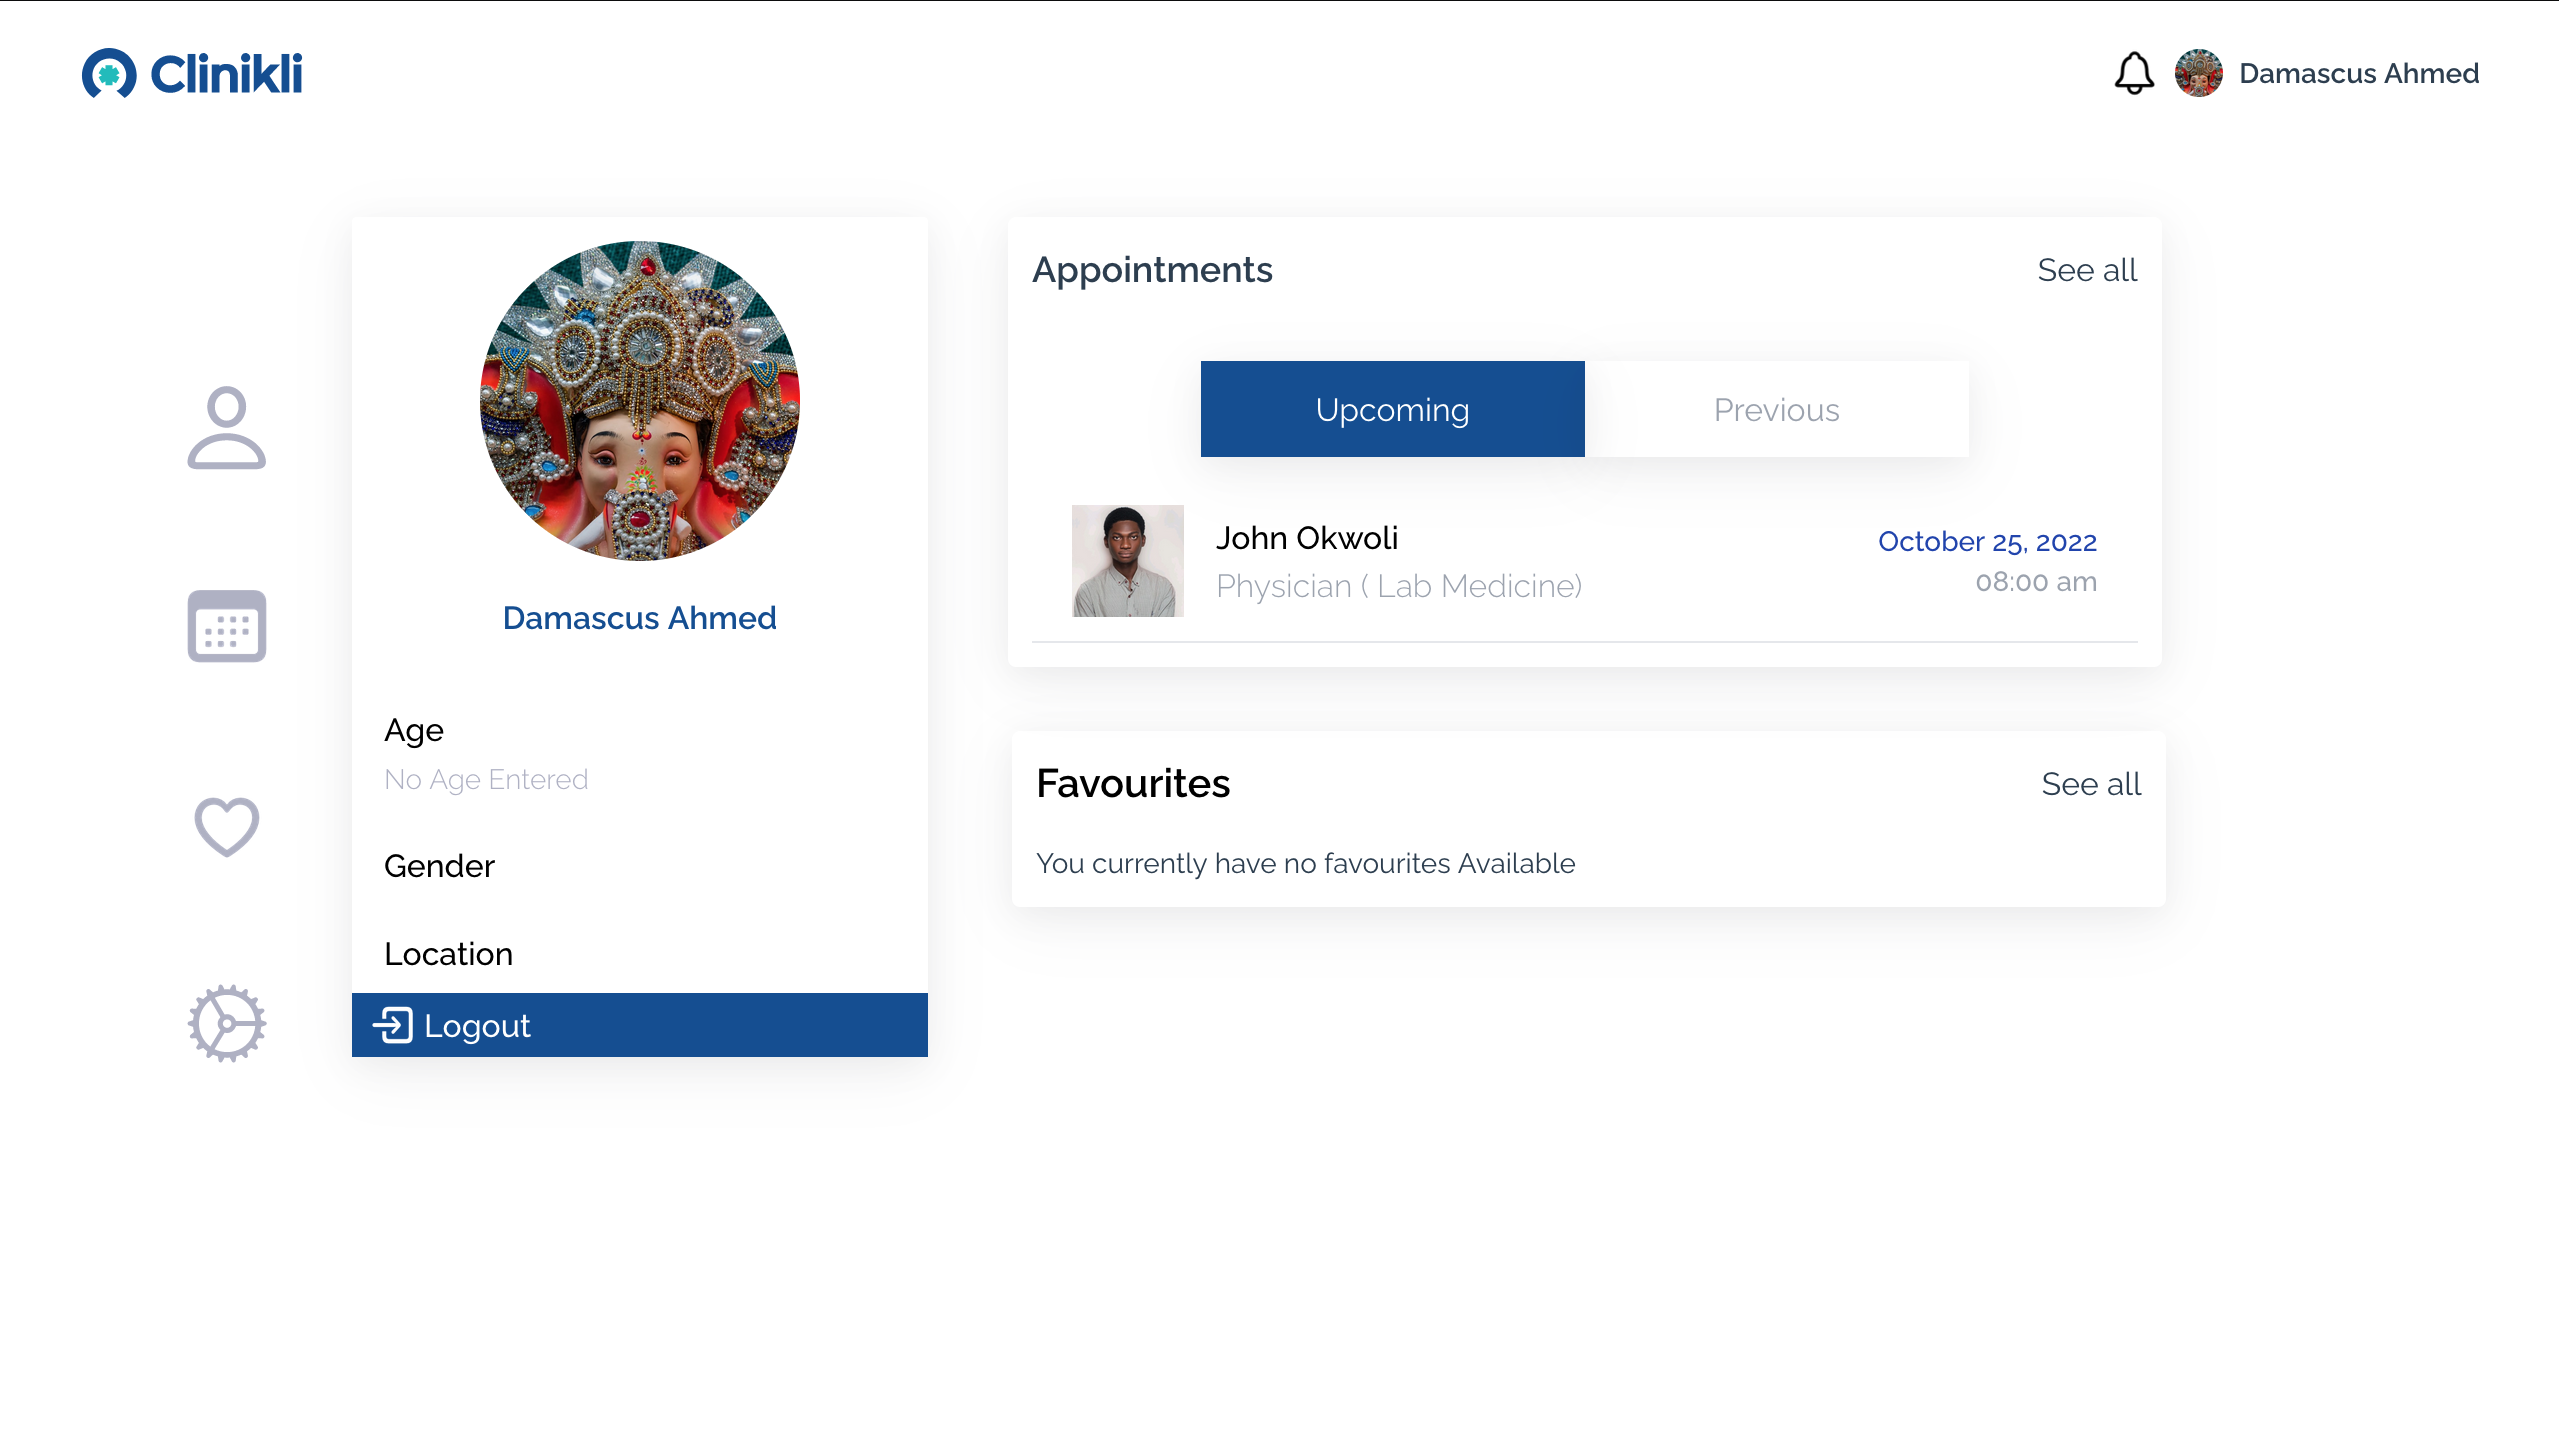 Clinikli
Damascus Ahmed
Damascus Ahmed
Age
No Age Entered
Gender
Location
Logout
Appointments
See all
Upcoming
Previous
John Okwoli
Physician ( Lab Medicine)
October 25, 2022
08:00 am
Favourites
See all
You currently have no favourites Available